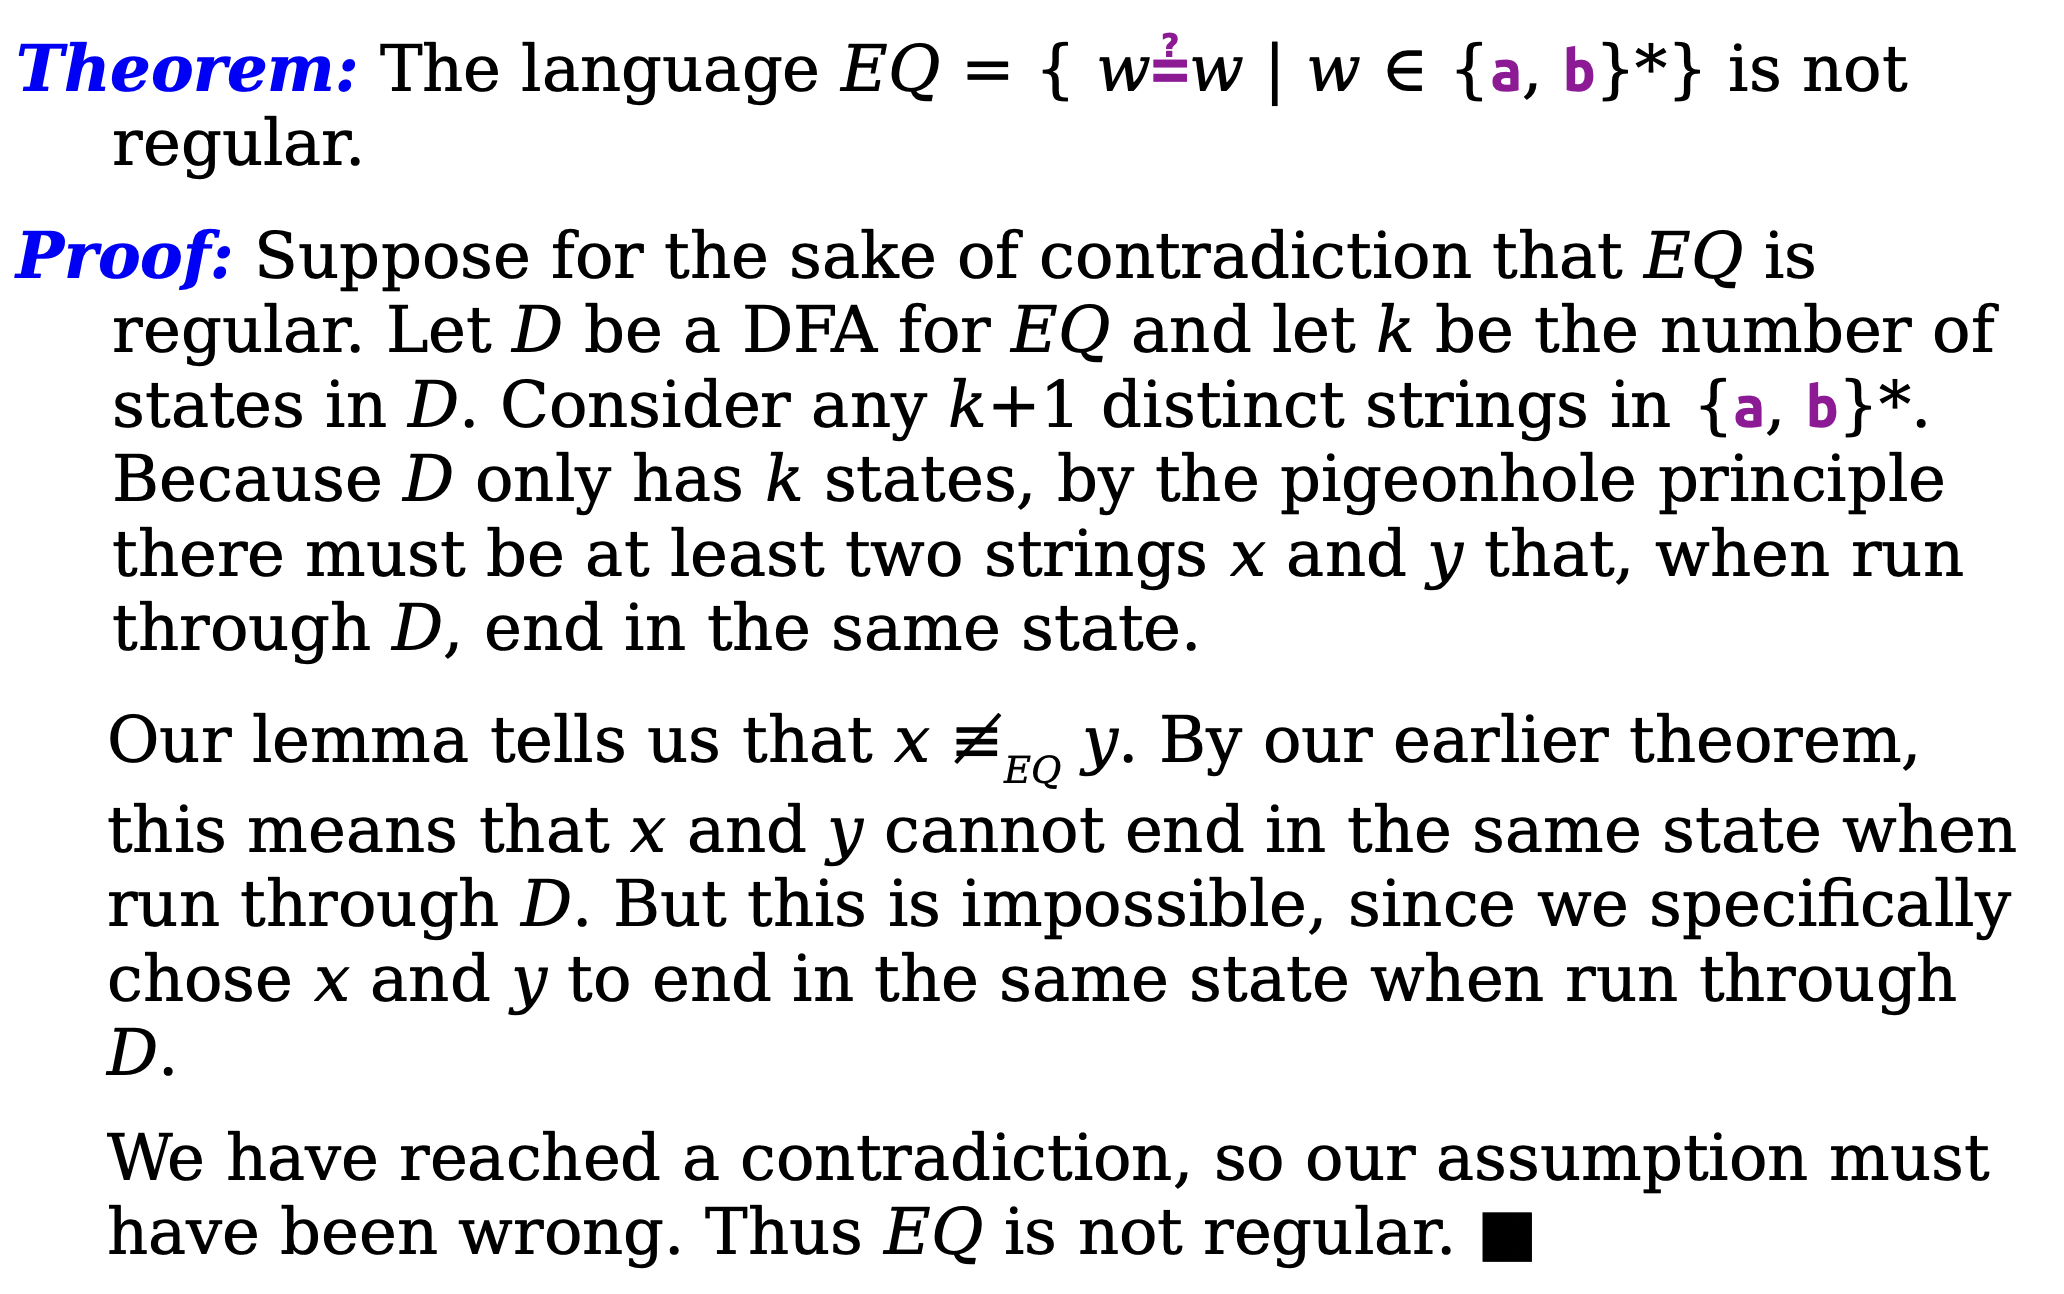 Theorem: The language EQ = { w≟w | w ∈ {a, b}*} is not
regular.
Proof: Suppose for the sake of contradiction that EQ is
regular. Let D be a DFA for EQ and let k be the number of
states in D. Consider any k+1 distinct strings in {a, b}*.
Because D only has k states, by the pigeonhole principle
there must be at least two strings x and y that, when run
through D, end in the same state.
Our lemma tells us that x ≢EQ y. By our earlier theorem,
this means that x and y cannot end in the same state when
run through D. But this is impossible, since we specifically
chose x and y to end in the same state when run through
D.
We have reached a contradiction, so our assumption must
have been wrong. Thus EQ is not regular. ■